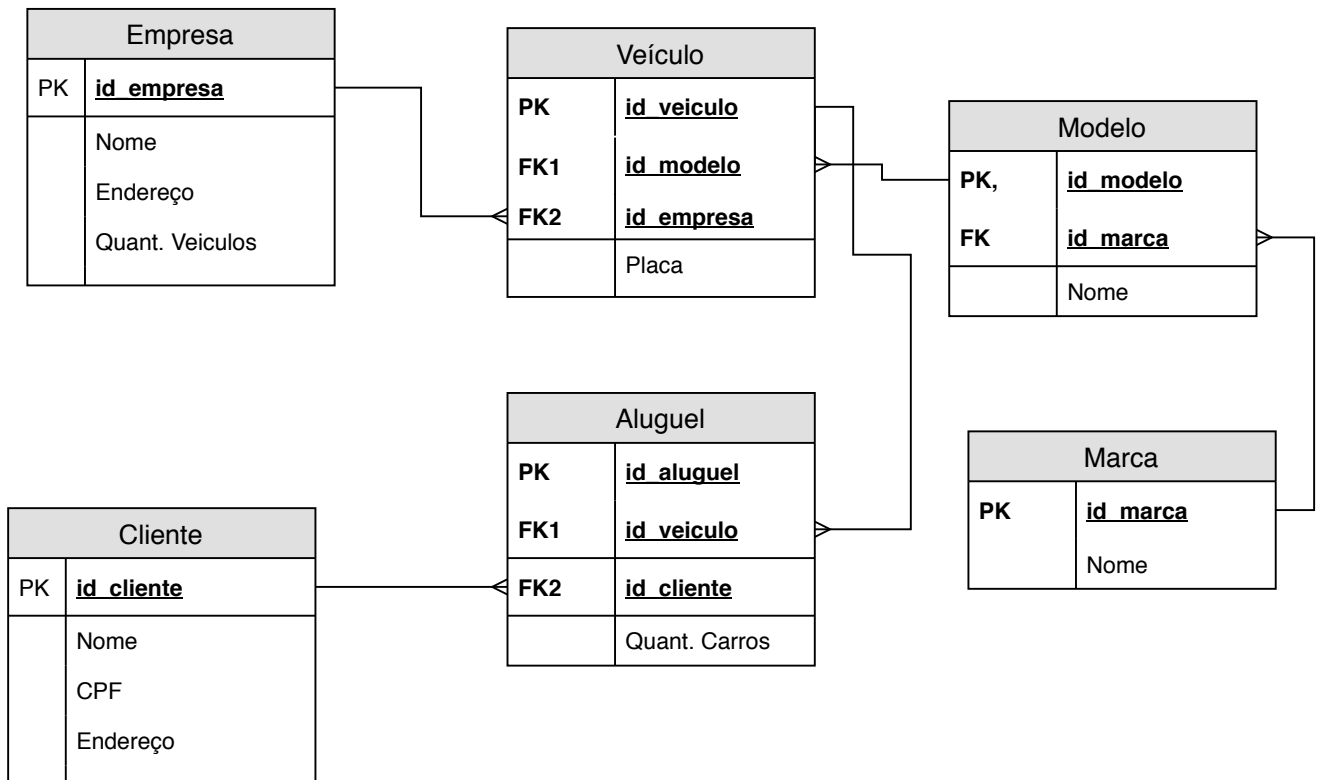 Empresa
PK id_empresa
Nome
Endereço
Quant. Veiculos
Veículo
PK id_veiculo
FK1 id_modelo
FK2 id_empresa
Placa
Modelo
PK, id_modelo
FK id_marca
Nome
Aluguel
PK id_aluguel
FK1 id_veiculo
FK2 id_cliente
Quant. Carros
Marca
PK id_marca
Nome
Cliente
PK id_cliente
Nome
CPF
Endereço